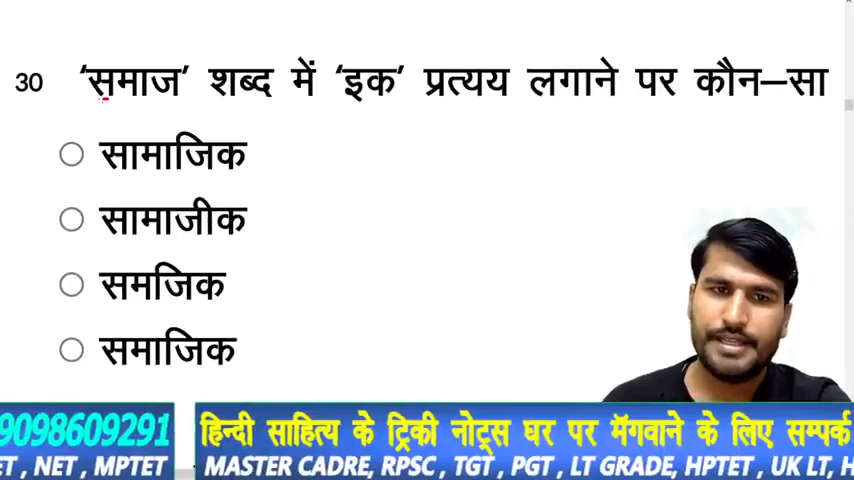 30 ‘समाज’ शब्द में ‘इक’ प्रत्यय लगाने पर कौन–सा
सामाजिक
सामाजीक
समजिक
समाजिक
9098609291 हिन्दी साहित्य के ट्रिकी नोट्स घर पर मँगवाने के लिए सम्पर्क
ET , NET , MPTET MASTER CADRE, RPSC , TGT , PGT , LT GRADE, HPTET , UK LT, H